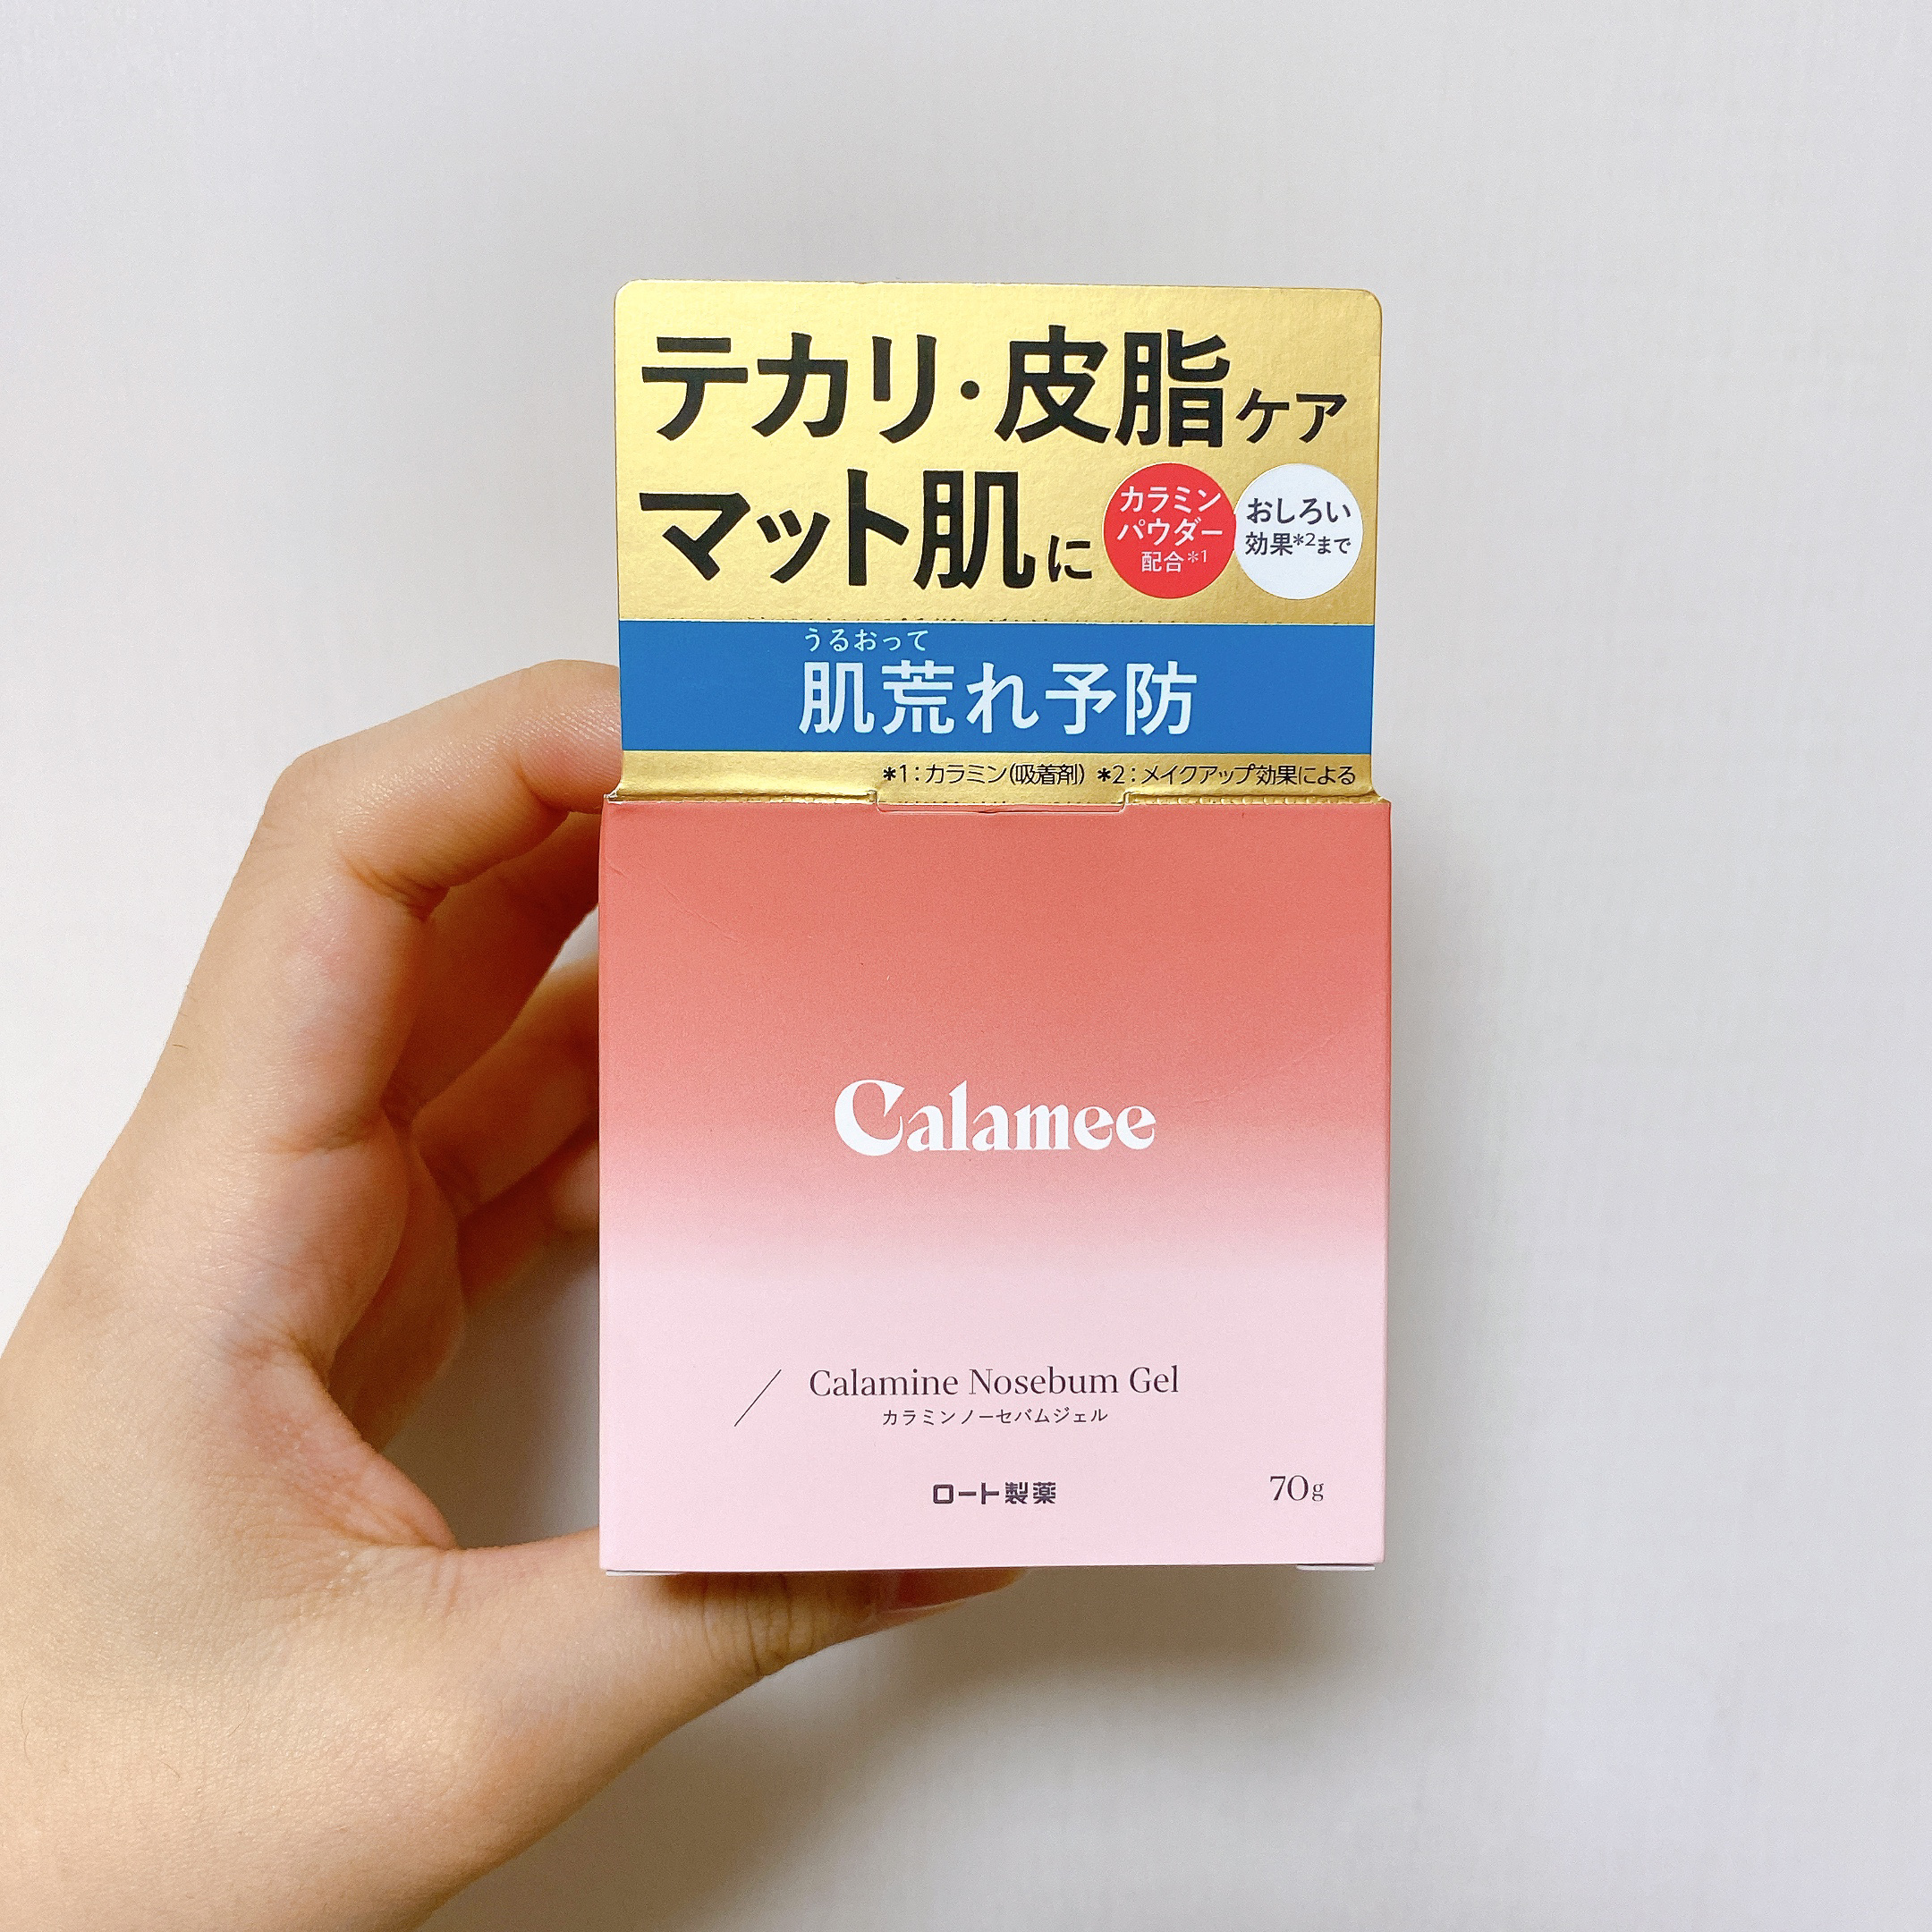 テカリ・皮脂ケア
マット肌に
カラミン
パウダー
配合*1
おしろい
効果*2まで
うるおって
肌荒れ予防
*1:カラミン(吸着剤) *2:メイクアップ効果による
Calamee
Calamine Nosebum Gel
カラミンノーセバムジェル
ロート製薬
70g